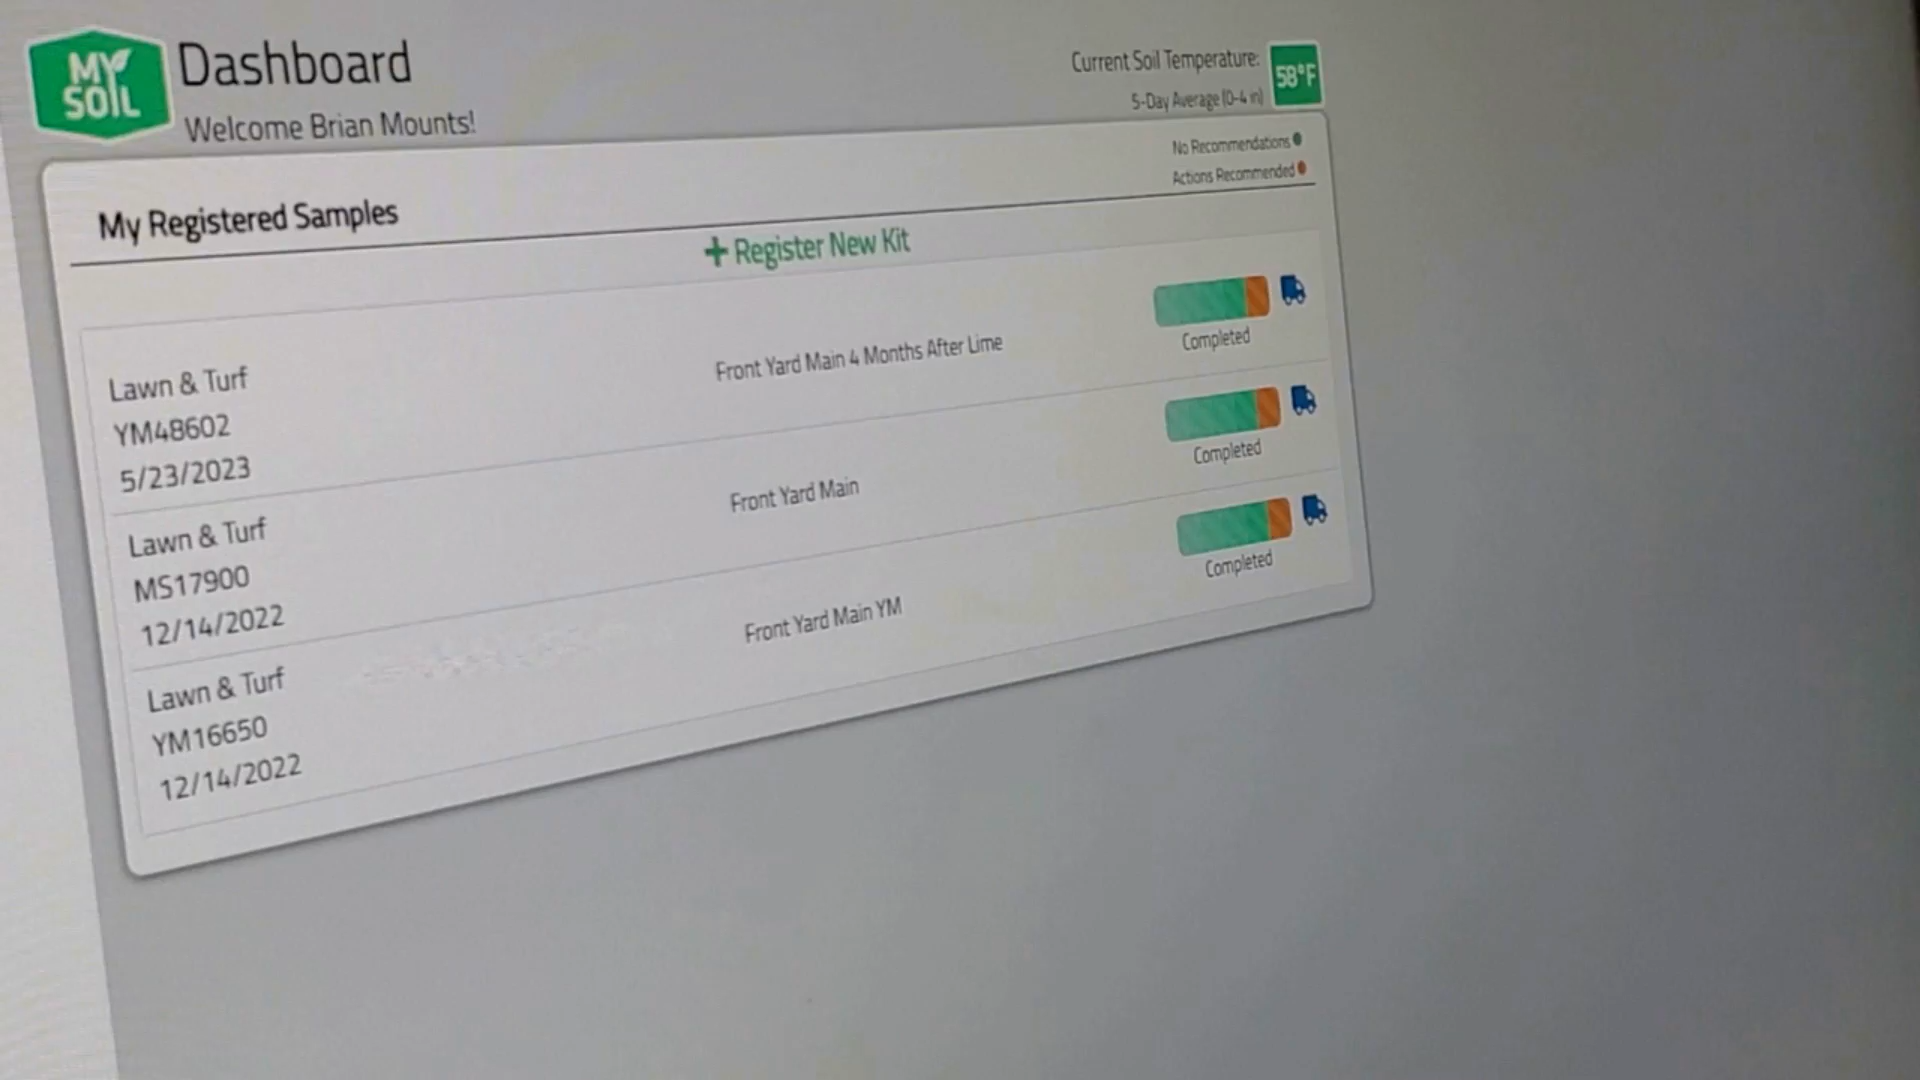 MY
SOIL
Dashboard
Welcome Brian Mounts!
Current Soil Temperature:
5-Day Average (0-4 in)
58°F
No Recommendations
Actions Recommended
My Registered Samples
+ Register New Kit
Lawn & Turf
YM48602
5/23/2023
Front Yard Main 4 Months After Lime
Completed
Lawn & Turf
MS17900
12/14/2022
Front Yard Main
Completed
Lawn & Turf
YM16650
12/14/2022
Front Yard Main YM
Completed